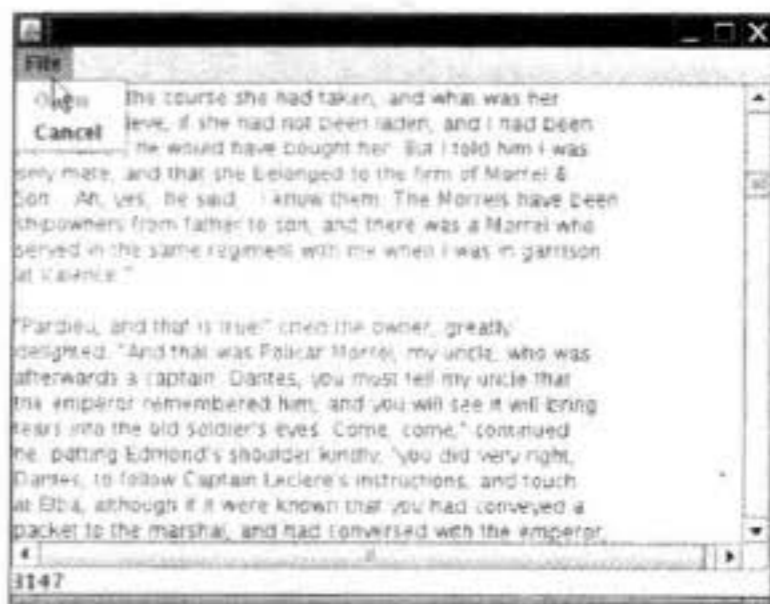 File
Open
Cancel
the course she had taken, and what was her
leve, if she had not been laden, and I had been
he would have bought her. But I told him I was
only mate, and that she belonged to the firm of Morrel &
Son. Ah, yes, he said, I know them. The Morrels have been
shipowners from father to son, and there was a Morrel who
served in the same regiment with me when I was in garrison
at Valence."
"Pardieu, and that is true!" cried the owner, greatly
delighted. "And that was Policar Morrel, my uncle, who was
afterwards a captain. Dantes, you must tell my uncle that
the emperor remembered him, and you will see it will bring
tears into the old soldier's eyes. Come, come," continued
he, patting Edmond's shoulder kindly, "you did very right,
Dantes, to follow Captain Leclere's instructions, and touch
at Elba, although if it were known that you had conveyed a
packet to the marshal, and had conversed with the emperor,
3147